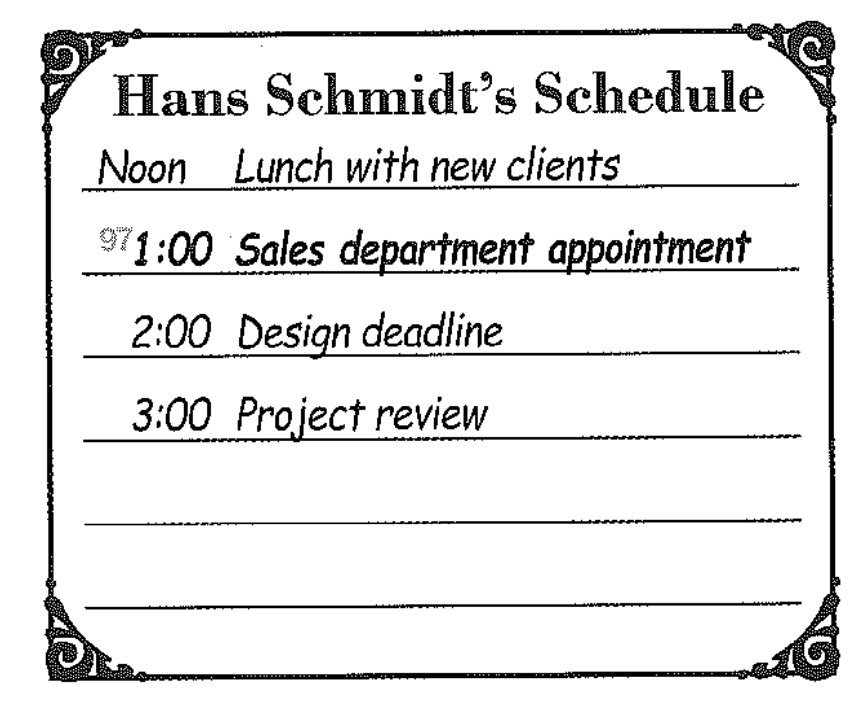 Hans Schmidt's Schedule
Noon Lunch with new clients
97 1:00 Sales department appointment
2:00 Design deadline
3:00 Project review